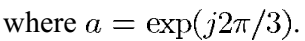 where a = exp(j2π/3).